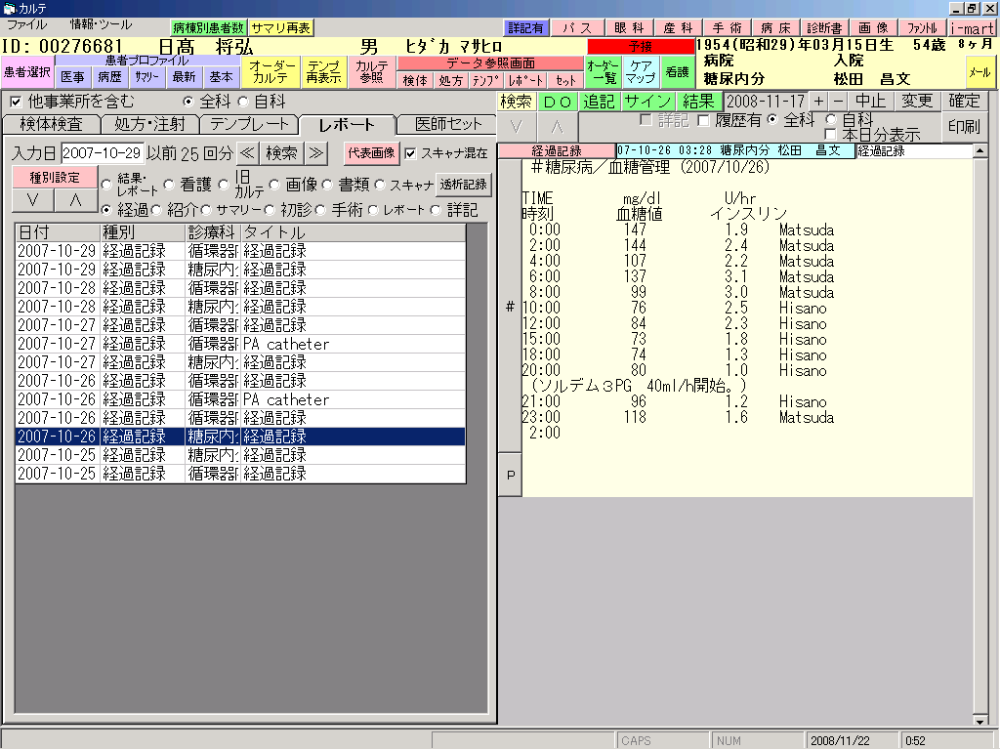 カルテ
ファイル 情報・ツール 病棟別患者数 サマリ再表 詳記有 パス 眼科 産科 手術 病床 診断書 画像 ファントル i-mart
ID: 00276681 日高 将弘 男 ﾋﾀﾞｶ ﾏｻﾋﾛ 予接 1954(昭和29)年03月15日生 54歳 8ヶ月
患者選択 患者プロファイル オーダーカルテ テンプ再表示 カルテ参照 データ参照画面 オーダー一覧 ケアマップ 看護 病院 入院 メール
医事 病歴 サマリー 最新 基本 検体 処方 テンプ レポート セット 糖尿内分 松田 昌文
他事業所を含む 全科 自科 検索 DO 追記 サイン 結果 2008-11-17 + − 中止 変更 確定
検体検査 処方・注射 テンプレート レポート 医師セット ∨ ∧ 詳記 履歴有 全科 自科 本日分表示 印刷
入力日 2007-10-29 以前 25 回分 ≪ 検索 ≫ 代表画像 スキャナ混在
種別設定 ∨ ∧ 結果・レポート 看護 旧カルテ 画像 書類 スキャナ 透析記録
経過 紹介 サマリー 初診 手術 レポート 詳記
日付 種別 診療科 タイトル
2007-10-29 経過記録 循環器 経過記録
2007-10-29 経過記録 糖尿内 経過記録
2007-10-28 経過記録 循環器 経過記録
2007-10-28 経過記録 糖尿内 経過記録
2007-10-27 経過記録 循環器 経過記録
2007-10-27 経過記録 循環器 PA catheter
2007-10-27 経過記録 糖尿内 経過記録
2007-10-26 経過記録 循環器 経過記録
2007-10-26 経過記録 循環器 PA catheter
2007-10-26 経過記録 循環器 経過記録
2007-10-26 経過記録 糖尿内 経過記録
2007-10-25 経過記録 糖尿内 経過記録
2007-10-25 経過記録 循環器 経過記録
経過記録 07-10-26 03:28 糖尿内分 松田 昌文 経過記録
#
P
＃糖尿病／血糖管理 (2007/10/26)
TIME mg/dl U/hr
時刻 血糖値 インスリン
0:00 147 1.9 Matsuda
2:00 144 2.4 Matsuda
4:00 107 2.2 Matsuda
6:00 137 3.1 Matsuda
8:00 99 3.0 Matsuda
10:00 76 2.5 Hisano
12:00 84 2.3 Hisano
15:00 73 1.8 Hisano
18:00 74 1.3 Hisano
20:00 80 1.0 Hisano
(ソルデム３PG 40ml/h開始。)
21:00 96 1.2 Hisano
23:00 118 1.6 Matsuda
2:00
CAPS NUM 2008/11/22 0:52